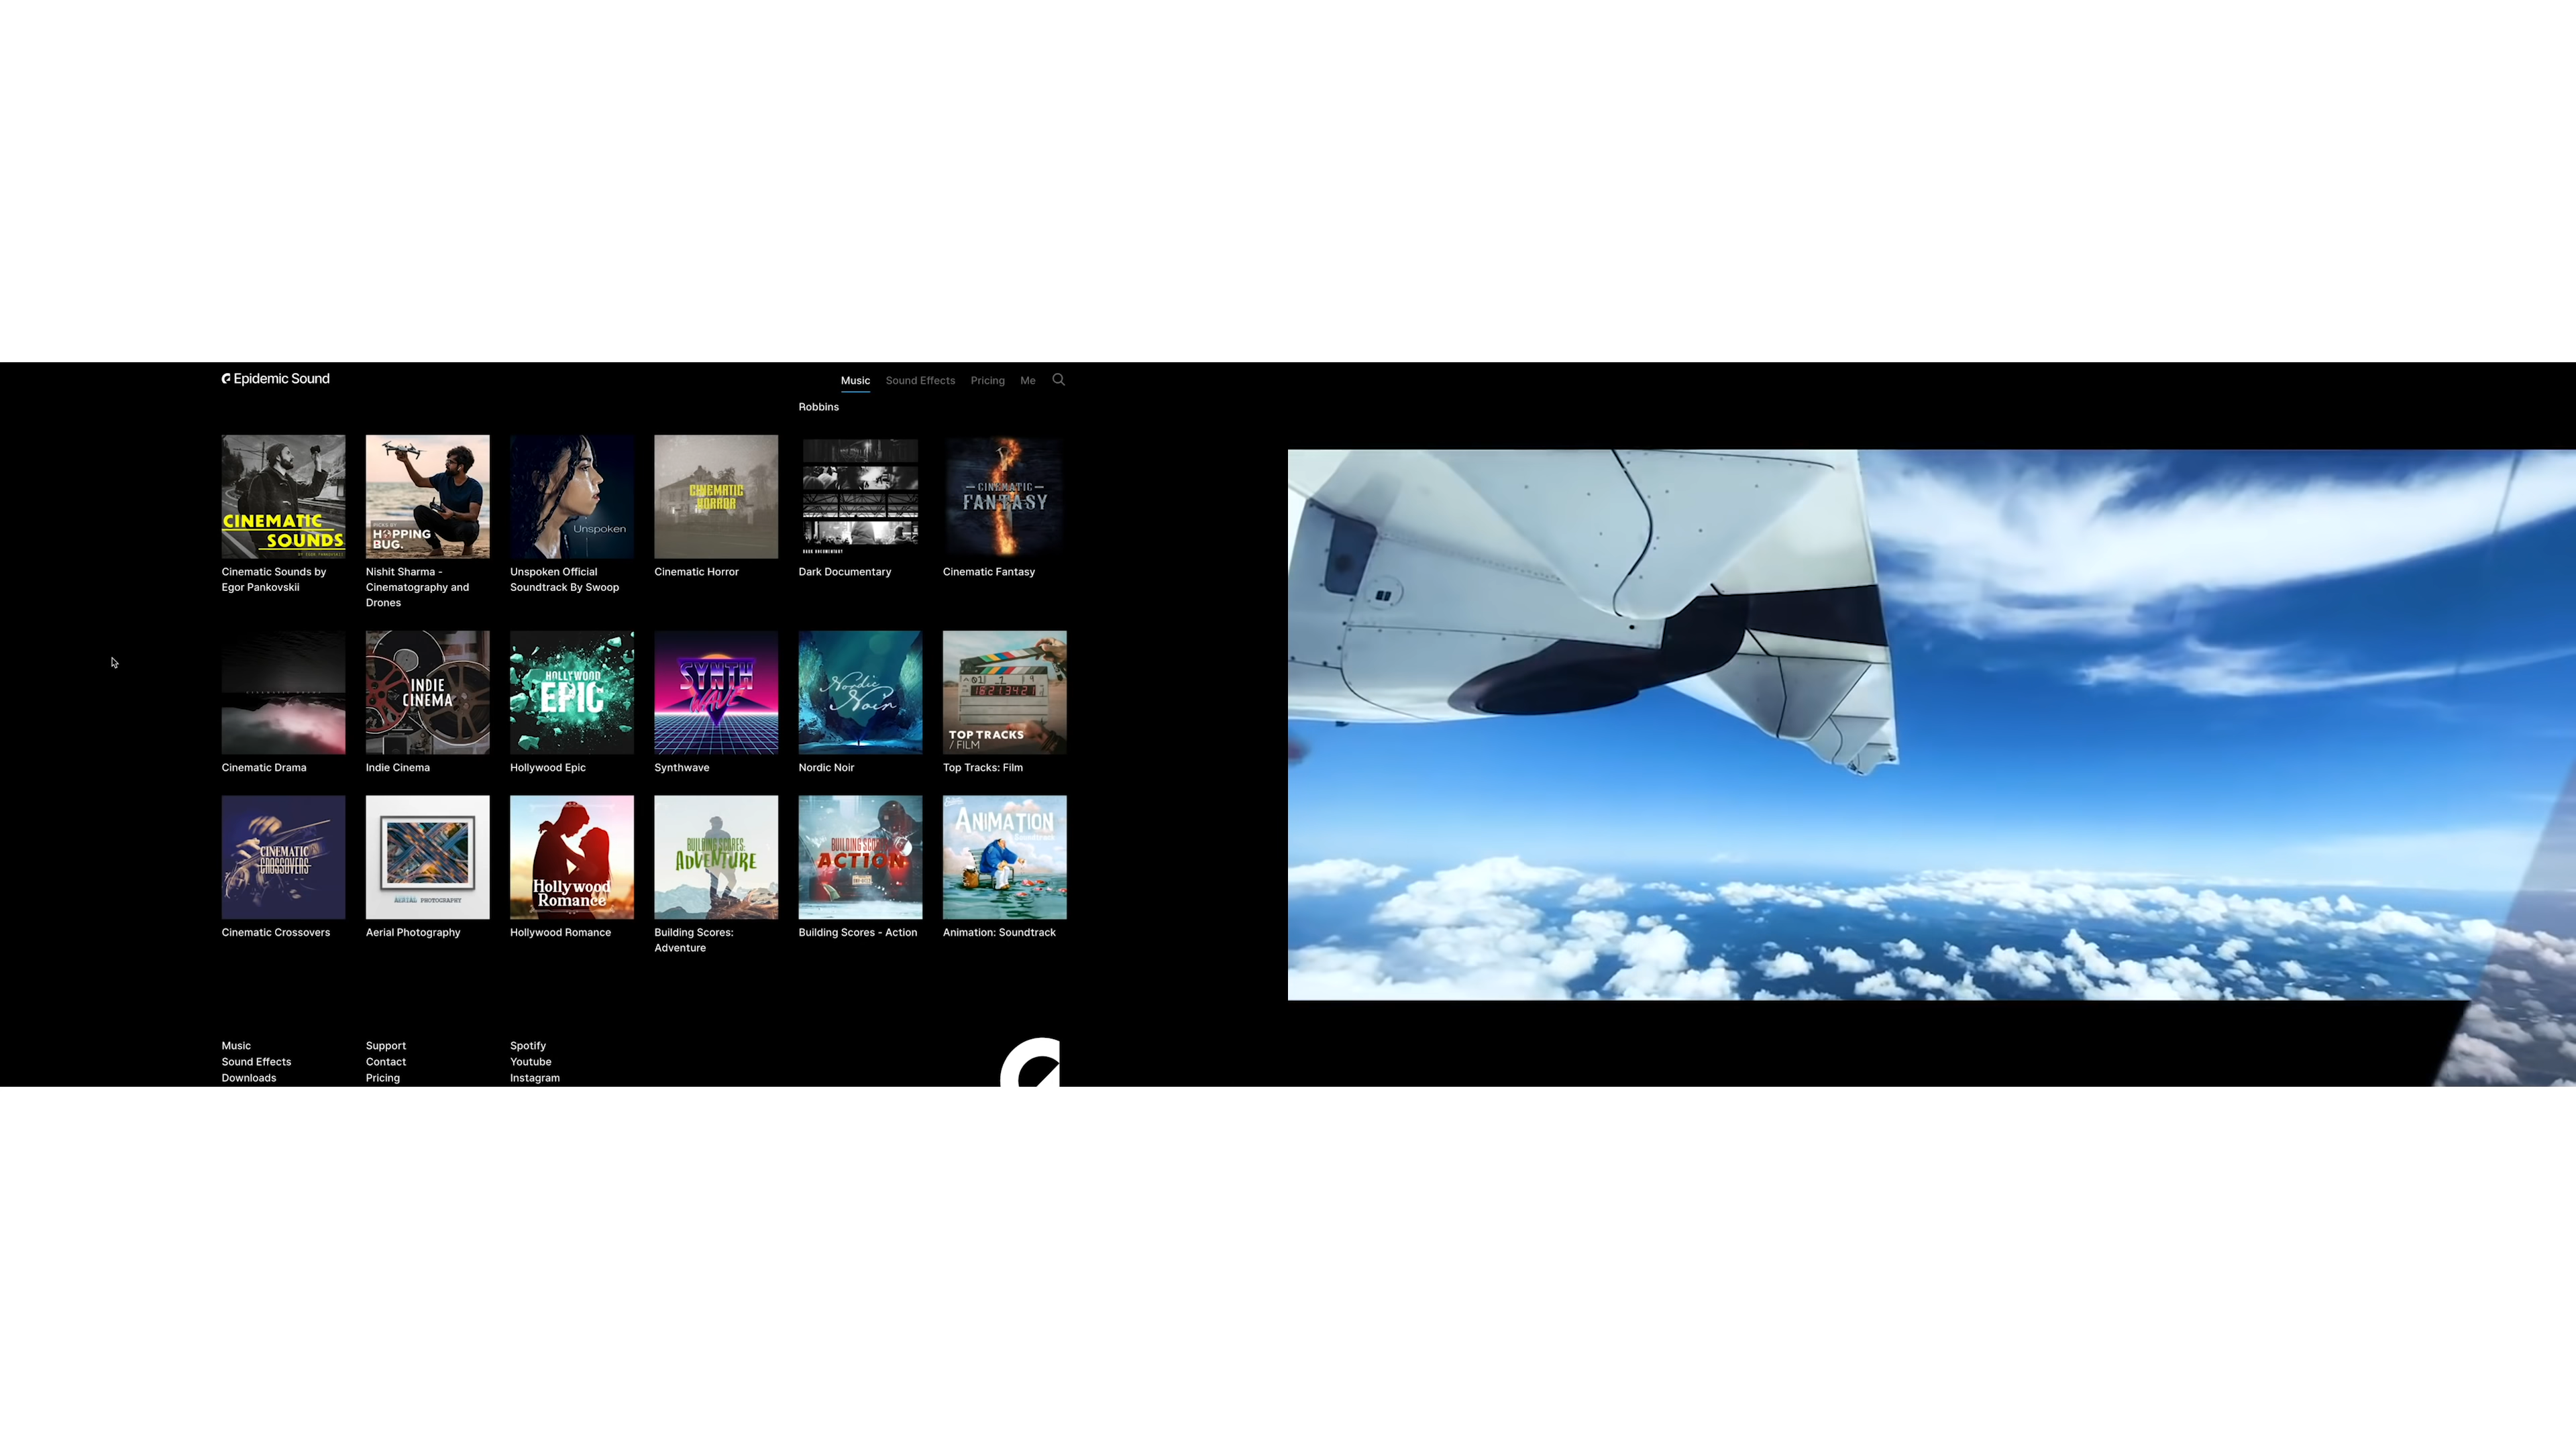 Epidemic Sound
Music Sound Effects Pricing Me
Robbins
CINEMATIC
SOUNDS
PICKS BY
HOPPING
BUG.
Unspoken
CINEMATIC
HORROR
DARK DOCUMENTARY
CINEMATIC
FANTASY
Cinematic Sounds by
Egor Pankovskii
Nishit Sharma -
Cinematography and
Drones
Unspoken Official
Soundtrack By Swoop
Cinematic Horror
Dark Documentary
Cinematic Fantasy
INDIE
CINEMA
HOLLYWOOD
EPIC
SYNTH
WAVE
Nordic
Noir
TOP TRACKS
/ FILM
Cinematic Drama
Indie Cinema
Hollywood Epic
Synthwave
Nordic Noir
Top Tracks: Film
CINEMATIC
CROSSOVERS
AERIAL PHOTOGRAPHY
Hollywood
Romance
BUILDING SCORES:
ADVENTURE
ACTION
ANIMATION
Soundtrack
Cinematic Crossovers
Aerial Photography
Hollywood Romance
Building Scores:
Adventure
Building Scores - Action
Animation: Soundtrack
Music
Sound Effects
Downloads
Support
Contact
Pricing
Spotify
Youtube
Instagram